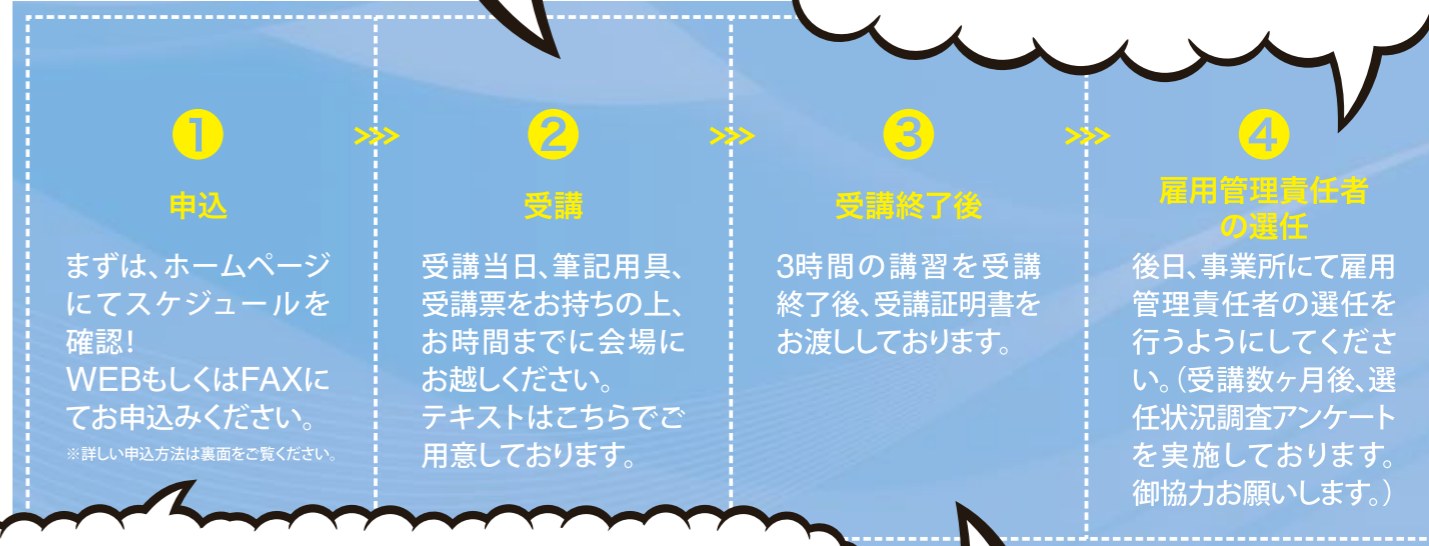 ❶
申込
まずは、ホームページ
にてスケジュールを
確認！
WEBもしくはFAXに
てお申込みください。
※詳しい申込方法は裏面をご覧ください。
>>>
❷
受講
受講当日、筆記用具、
受講票をお持ちの上、
お時間までに会場に
お越しください。
テキストはこちらでご
用意しております。
>>>
❸
受講終了後
3時間の講習を受講
終了後、受講証明書を
お渡ししております。
>>>
❹
雇用管理責任者
の選任
後日、事業所にて雇用
管理責任者の選任を
行うようにしてくださ
い。（受講数ヶ月後、選
任状況調査アンケート
を実施しております。
御協力お願いします。）